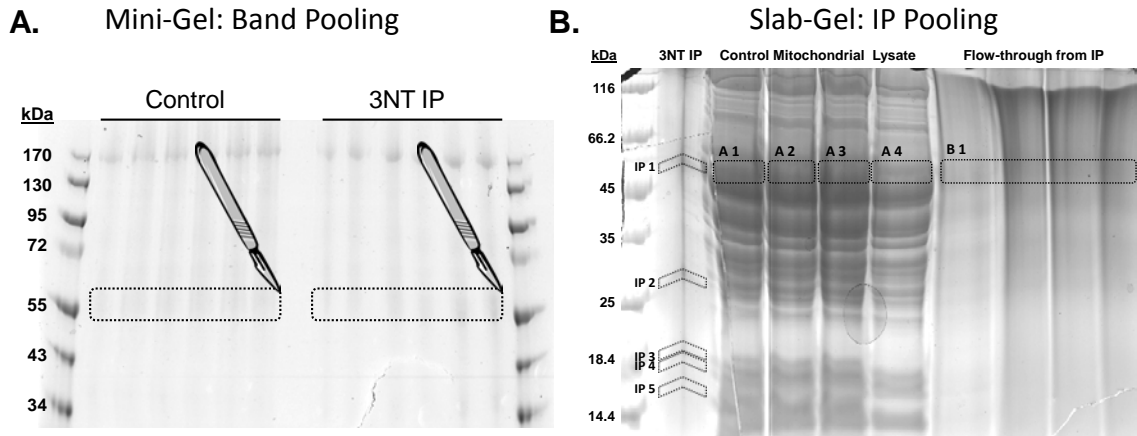 A. Mini-Gel: Band Pooling
Control 3NT IP
kDa
170
130
95
72
55
43
34
B. Slab-Gel: IP Pooling
kDa 3NT IP Control Mitochondrial Lysate Flow-through from IP
116
66.2
A 1 A 2 A 3 A 4 B 1
IP 1
45
35
IP 2
25
IP 3
18.4
IP 4
IP 5
14.4